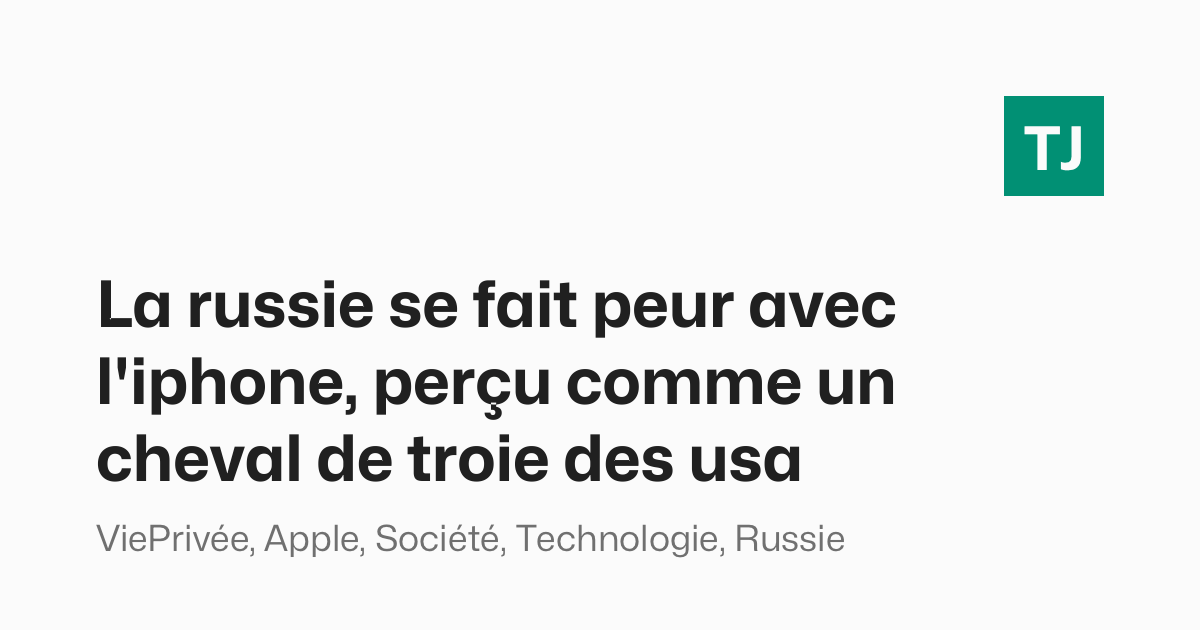 TJ
La russie se fait peur avec
l'iphone, perçu comme un
cheval de troie des usa
ViePrivée, Apple, Société, Technologie, Russie